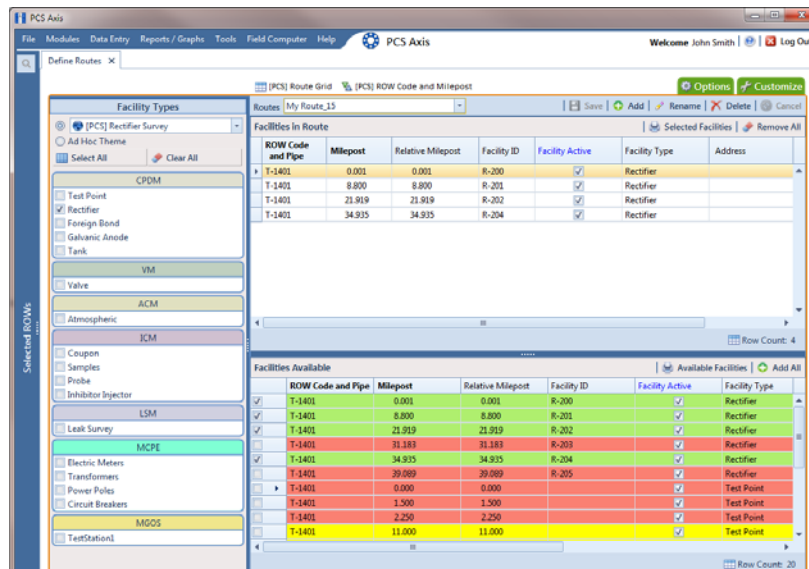 PCS Axis
File Modules Data Entry Reports / Graphs Tools Field Computer Help PCS Axis Welcome John Smith Log Ou
Define Routes
[PCS] Route Grid [PCS] ROW Code and Milepost Options Customize
Selected ROWs
Facility Types
[PCS] Rectifier Survey
Ad Hoc Theme
Select All Clear All
CPDM
Test Point
Rectifier
Foreign Bond
Galvanic Anode
Tank
VM
Valve
ACM
Atmospheric
ICM
Coupon
Samples
Probe
Inhibitor Injector
LSM
Leak Survey
MCPE
Electric Meters
Transformers
Power Poles
Circuit Breakers
MGOS
TestStation1
Routes My Route_15 Save Add Rename Delete Cancel
Facilities in Route Selected Facilities Remove All
ROW Code and Pipe Milepost Relative Milepost Facility ID Facility Active Facility Type Address
T-1401 0.001 0.001 R-200 Rectifier
T-1401 8.800 8.800 R-201 Rectifier
T-1401 21.919 21.919 R-202 Rectifier
T-1401 34.935 34.935 R-204 Rectifier
Row Count: 4
Facilities Available Available Facilities Add All
ROW Code and Pipe Milepost Relative Milepost Facility ID Facility Active Facility Type
T-1401 0.001 0.001 R-200 Rectifier
T-1401 8.800 8.800 R-201 Rectifier
T-1401 21.919 21.919 R-202 Rectifier
T-1401 31.183 31.183 R-203 Rectifier
T-1401 34.935 34.935 R-204 Rectifier
T-1401 39.089 39.089 R-205 Rectifier
T-1401 0.000 0.000 Test Point
T-1401 1.500 1.500 Test Point
T-1401 2.250 2.250 Test Point
T-1401 11.000 11.000 Test Point
Row Count: 20